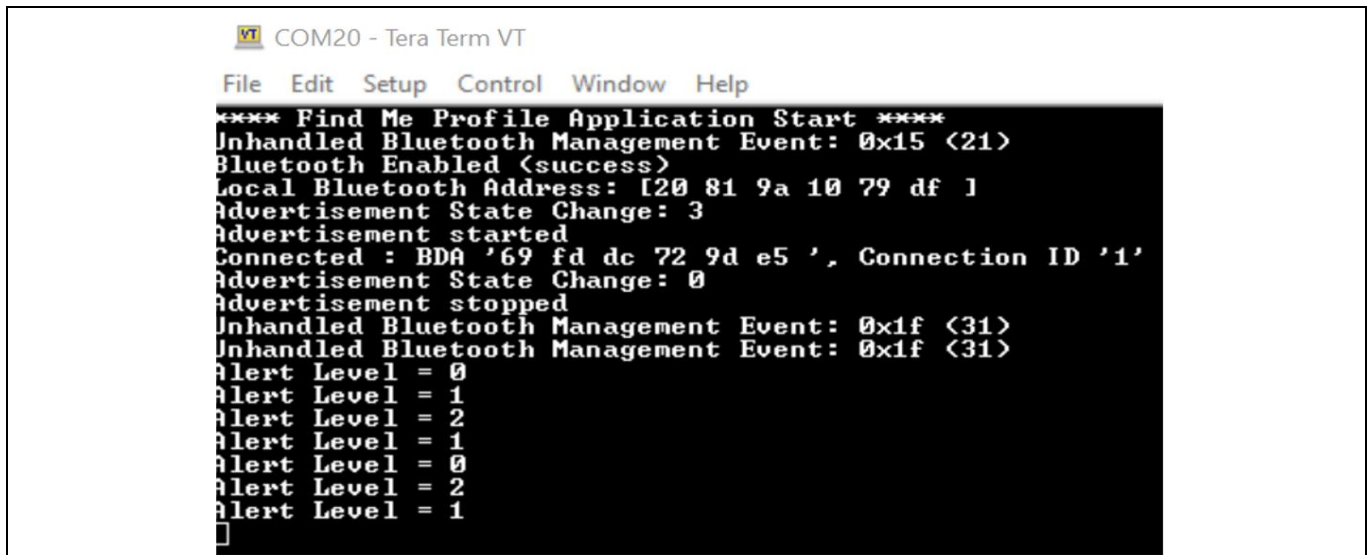 COM20 - Tera Term VT
File Edit Setup Control Window Help
**** Find Me Profile Application Start ****
Unhandled Bluetooth Management Event: 0x15 (21)
Bluetooth Enabled (success)
Local Bluetooth Address: [20 81 9a 10 79 df ]
Advertisement State Change: 3
Advertisement started
Connected : BDA '69 fd dc 72 9d e5 ', Connection ID '1'
Advertisement State Change: 0
Advertisement stopped
Unhandled Bluetooth Management Event: 0x1f (31)
Unhandled Bluetooth Management Event: 0x1f (31)
Alert Level = 0
Alert Level = 1
Alert Level = 2
Alert Level = 1
Alert Level = 0
Alert Level = 2
Alert Level = 1